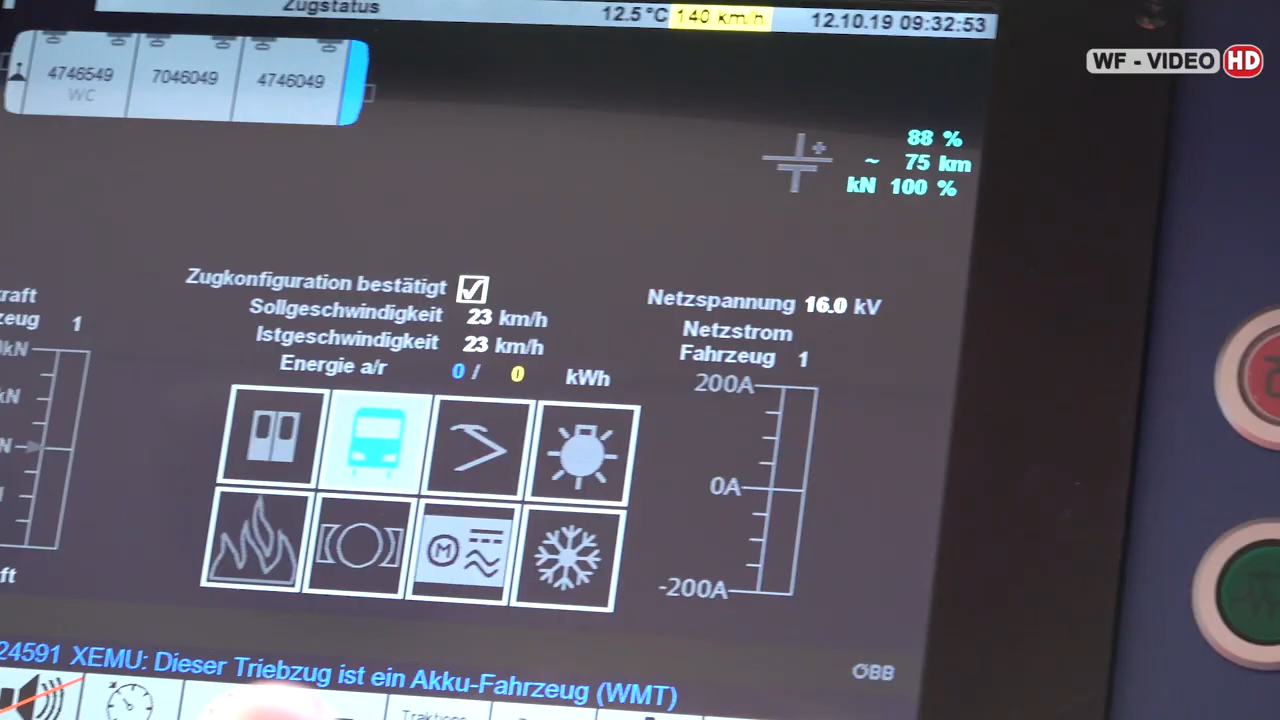 Zugstatus
12.5 °C 140 km/h 12.10.19 09:32:53
WF - VIDEO HD
4746549 7046049 4746049
WC
88 %
~ 75 km
kN 100 %
Zugkonfiguration bestätigt
Sollgeschwindigkeit 23 km/h
Istgeschwindigkeit 23 km/h
Energie a/r 0 / 0 kWh
Netzspannung 16.0 kV
Netzstrom
Fahrzeug 1
200A
0A
-200A
raft
zeug 1
0kN
kN
N
ft
M
24591 XEMU: Dieser Triebzug ist ein Akku-Fahrzeug (WMT)
ÖBB